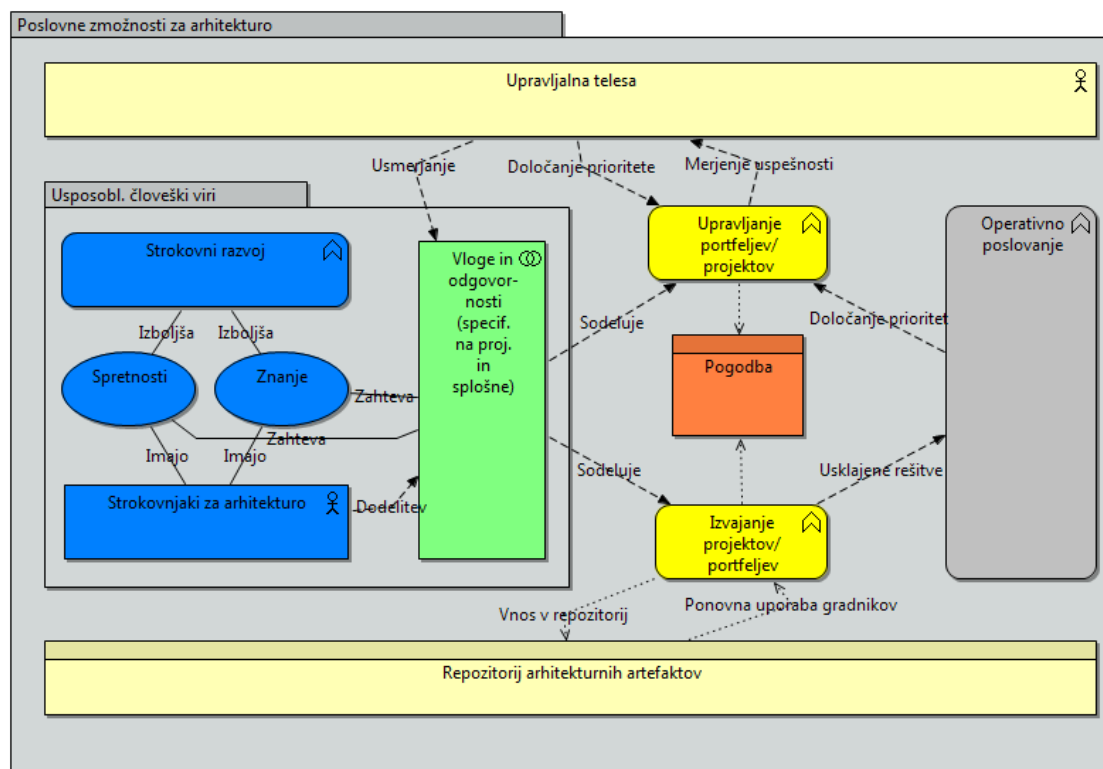 Poslovne zmožnosti za arhitekturo
Upravljalna telesa
Usmerjanje
Določanje prioritete
Merjenje uspešnosti
Usposobl. človeški viri
Strokovni razvoj
Vloge in
odgovor-
nosti
(specif.
na proj.
in
splošne)
Upravljanje
portfeljev/
projektov
Operativno
poslovanje
Izboljša
Izboljša
Sodeluje
Določanje prioritet
Spretnosti
Znanje
Pogodba
Zahteva
Zahteva
Imajo
Imajo
Sodeluje
Usklajene rešitve
Strokovnjaki za arhitekturo
Dodelitev
Izvajanje
projektov/
portfeljev
Vnos v repozitorij
Ponovna uporaba gradnikov
Repozitorij arhitekturnih artefaktov